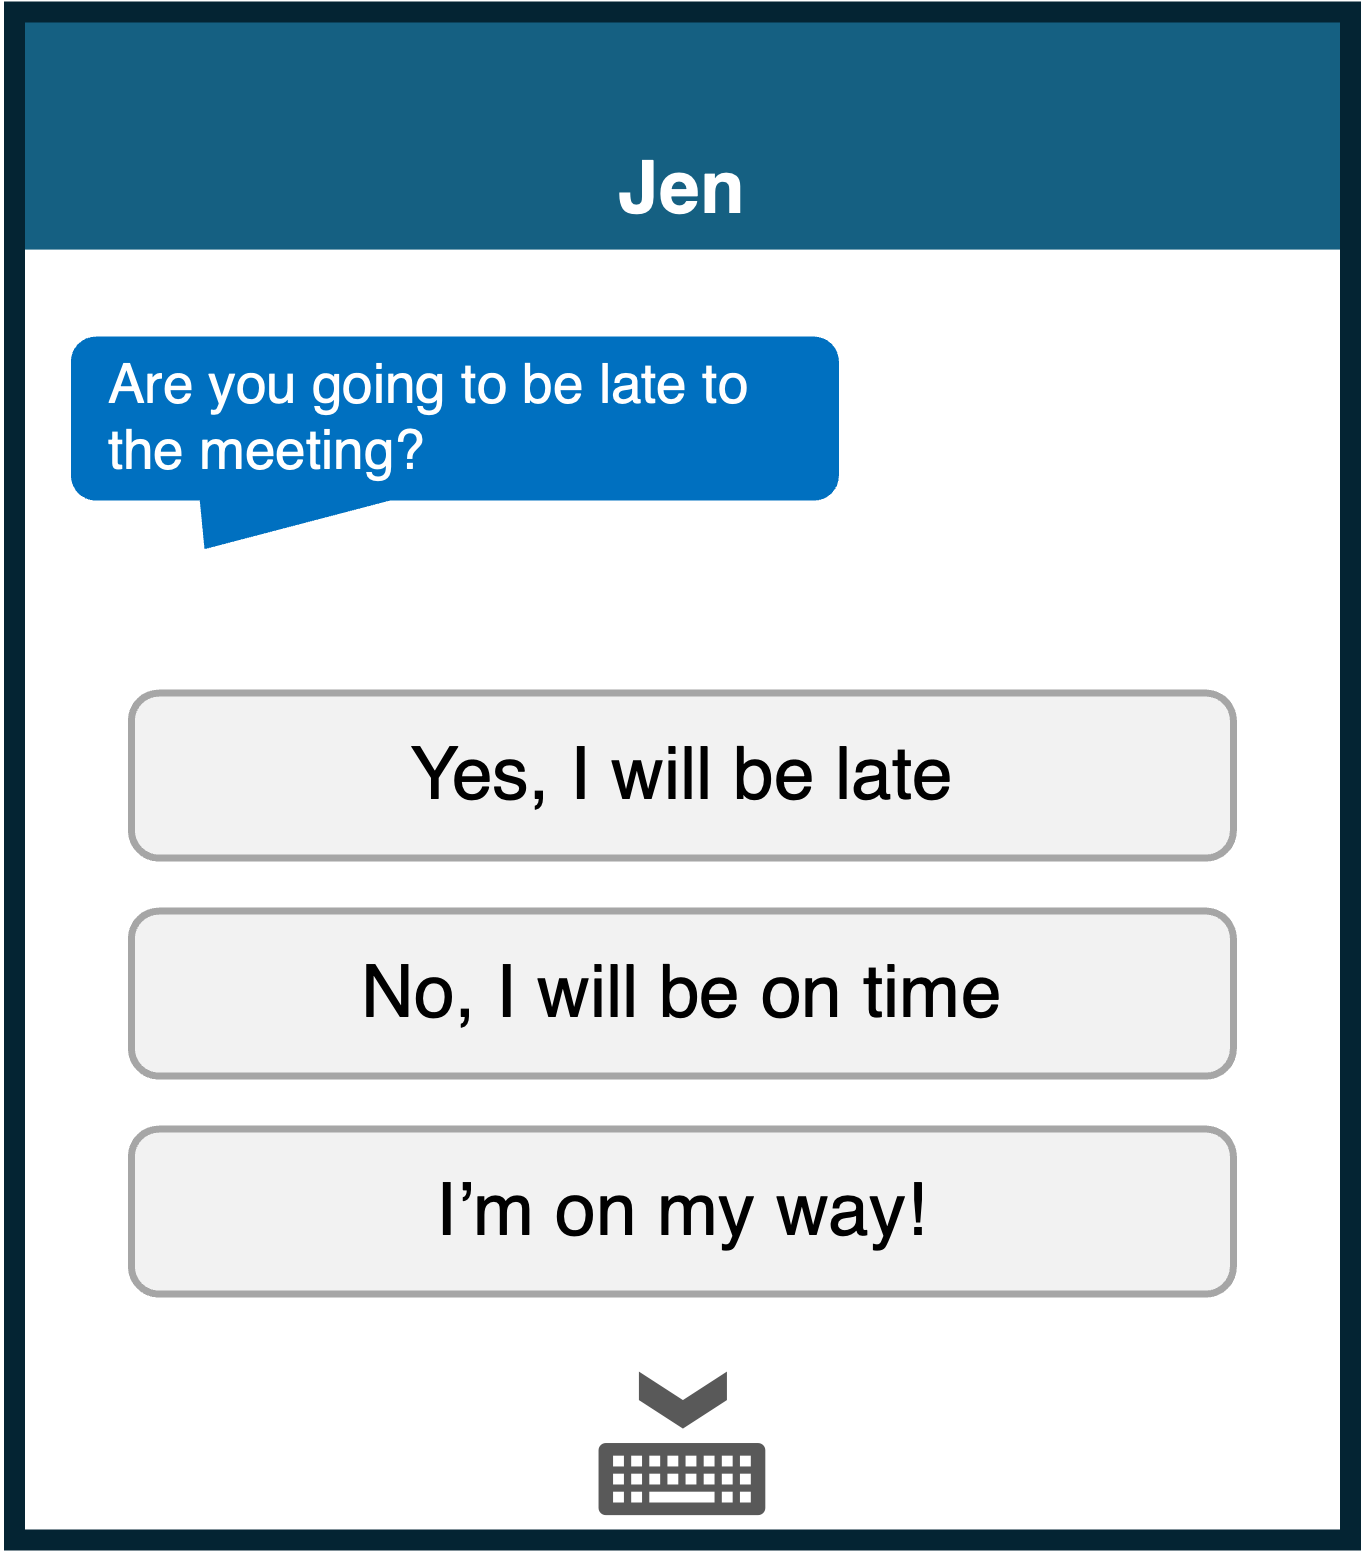 Jen
Are you going to be late to
the meeting?
Yes, I will be late
No, I will be on time
I’m on my way!